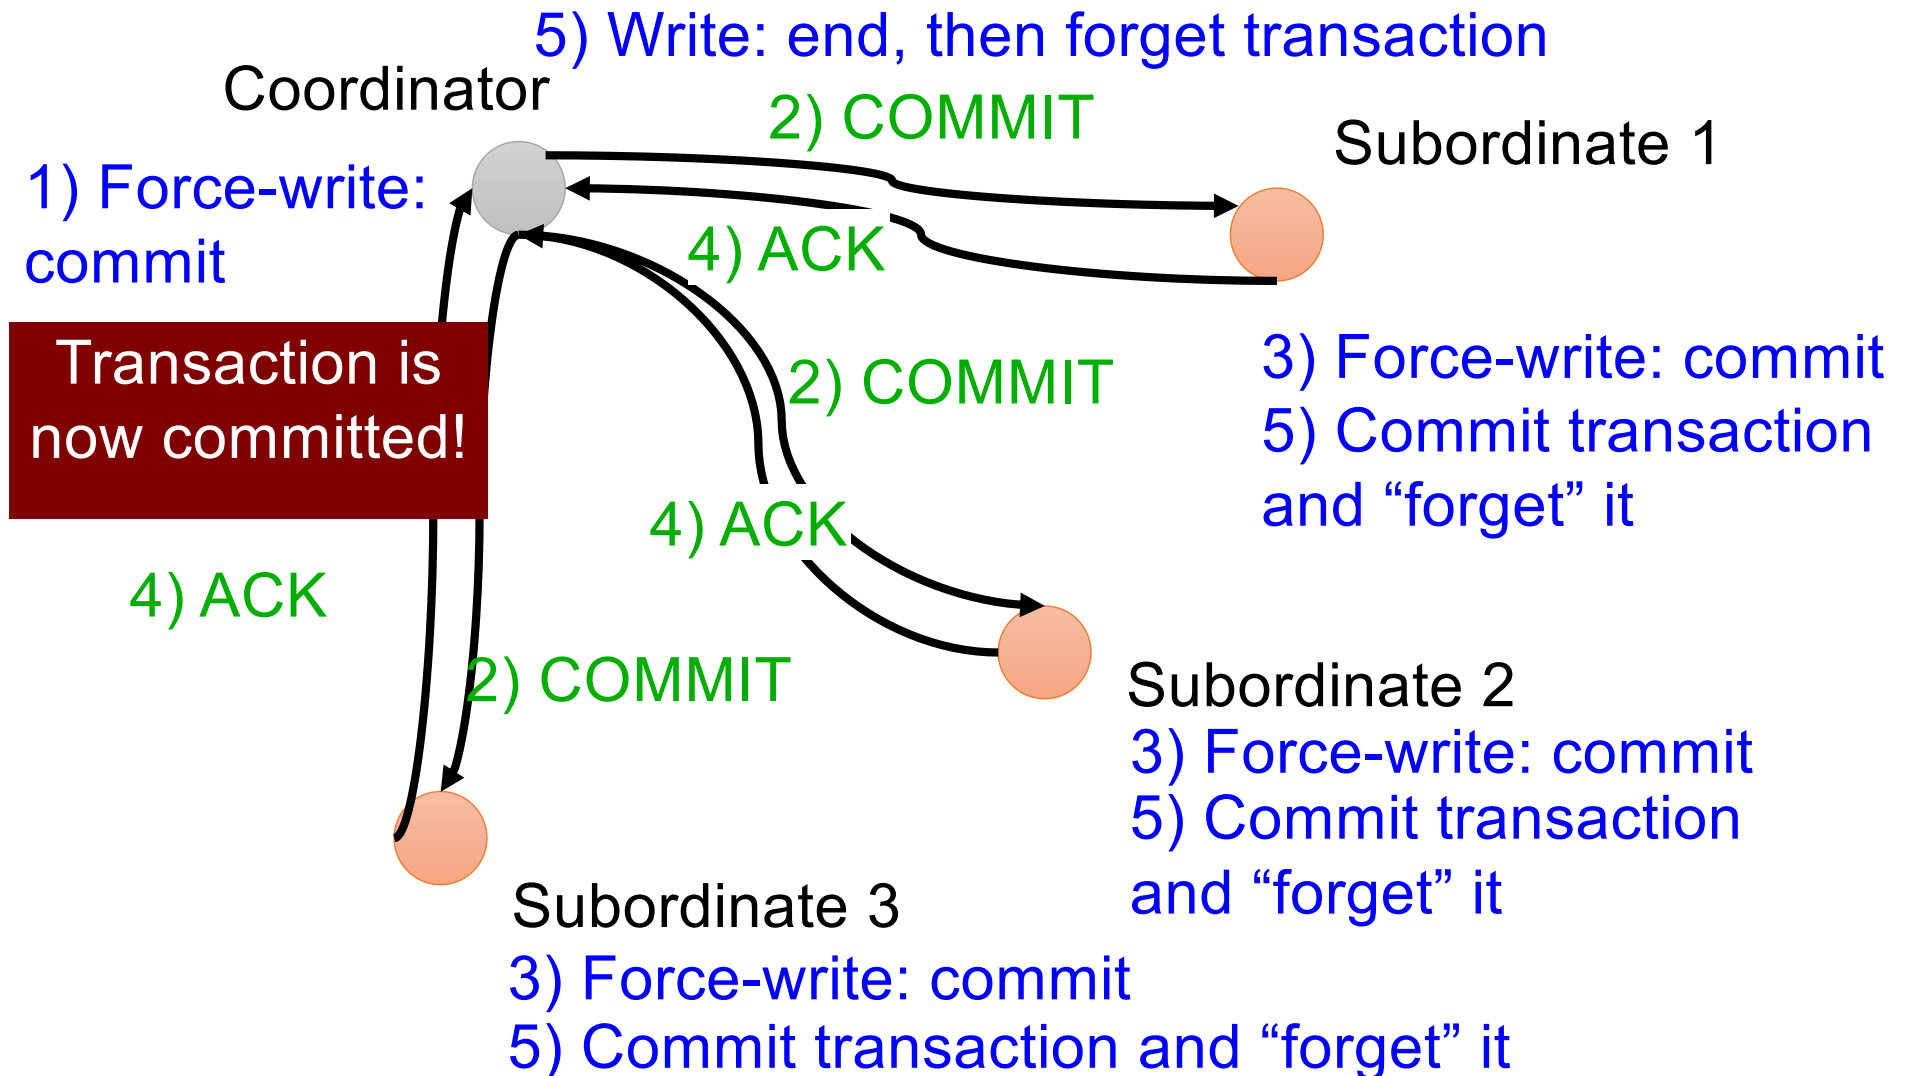 5) Write: end, then forget transaction
Coordinator
2) COMMIT
Subordinate 1
1) Force-write:
commit
4) ACK
Transaction is
now committed!
2) COMMIT
3) Force-write: commit
5) Commit transaction
and “forget” it
4) ACK
4) ACK
2) COMMIT
Subordinate 2
3) Force-write: commit
5) Commit transaction
and “forget” it
Subordinate 3
3) Force-write: commit
5) Commit transaction and “forget” it